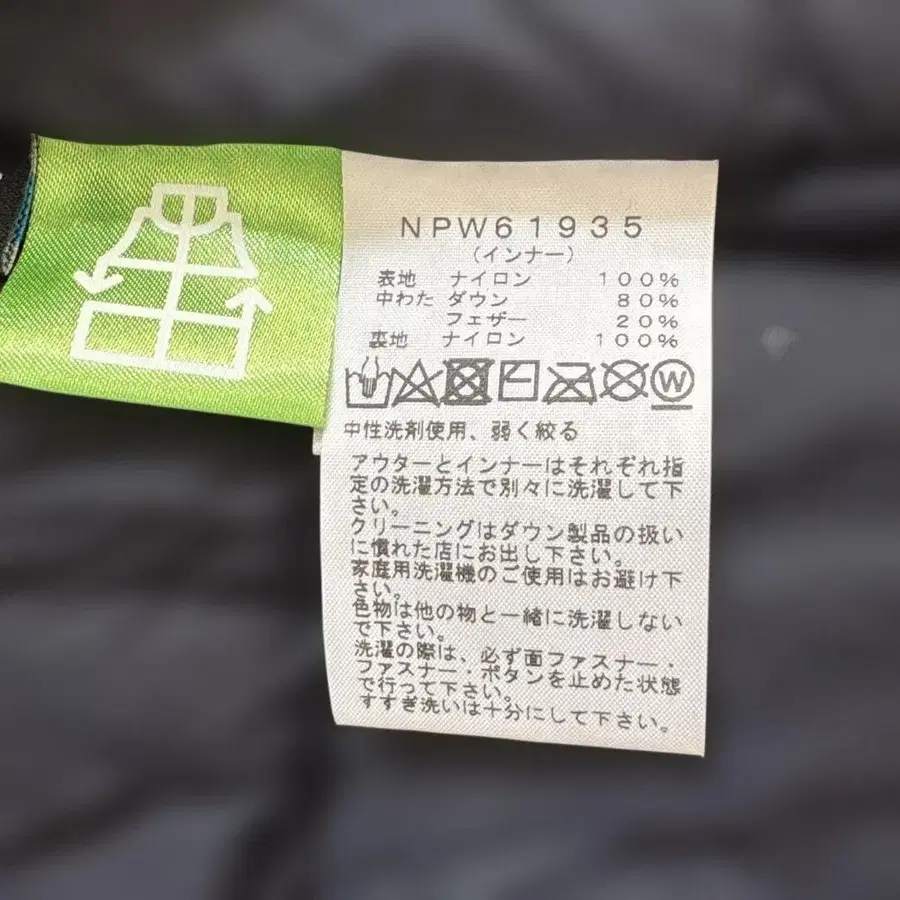 NPW61935
(インナー)
表地 ナイロン 100%
中わた ダウン 80%
フェザー 20%
裏地 ナイロン 100%
W
中性洗剤使用、弱く絞る
アウターとインナーはそれぞれ指
定の洗濯方法で別々に洗濯して下
さい。
クリーニングはダウン製品の扱い
に慣れた店にお出し下さい。
家庭用洗濯機のご使用はお避け下
さい。
色物は他の物と一緒に洗濯しない
で下さい。
洗濯の際は、必ず面ファスナー・
ファスナー・ボタンを止めた状態
で行って下さい。
すすぎ洗いは十分にして下さい。